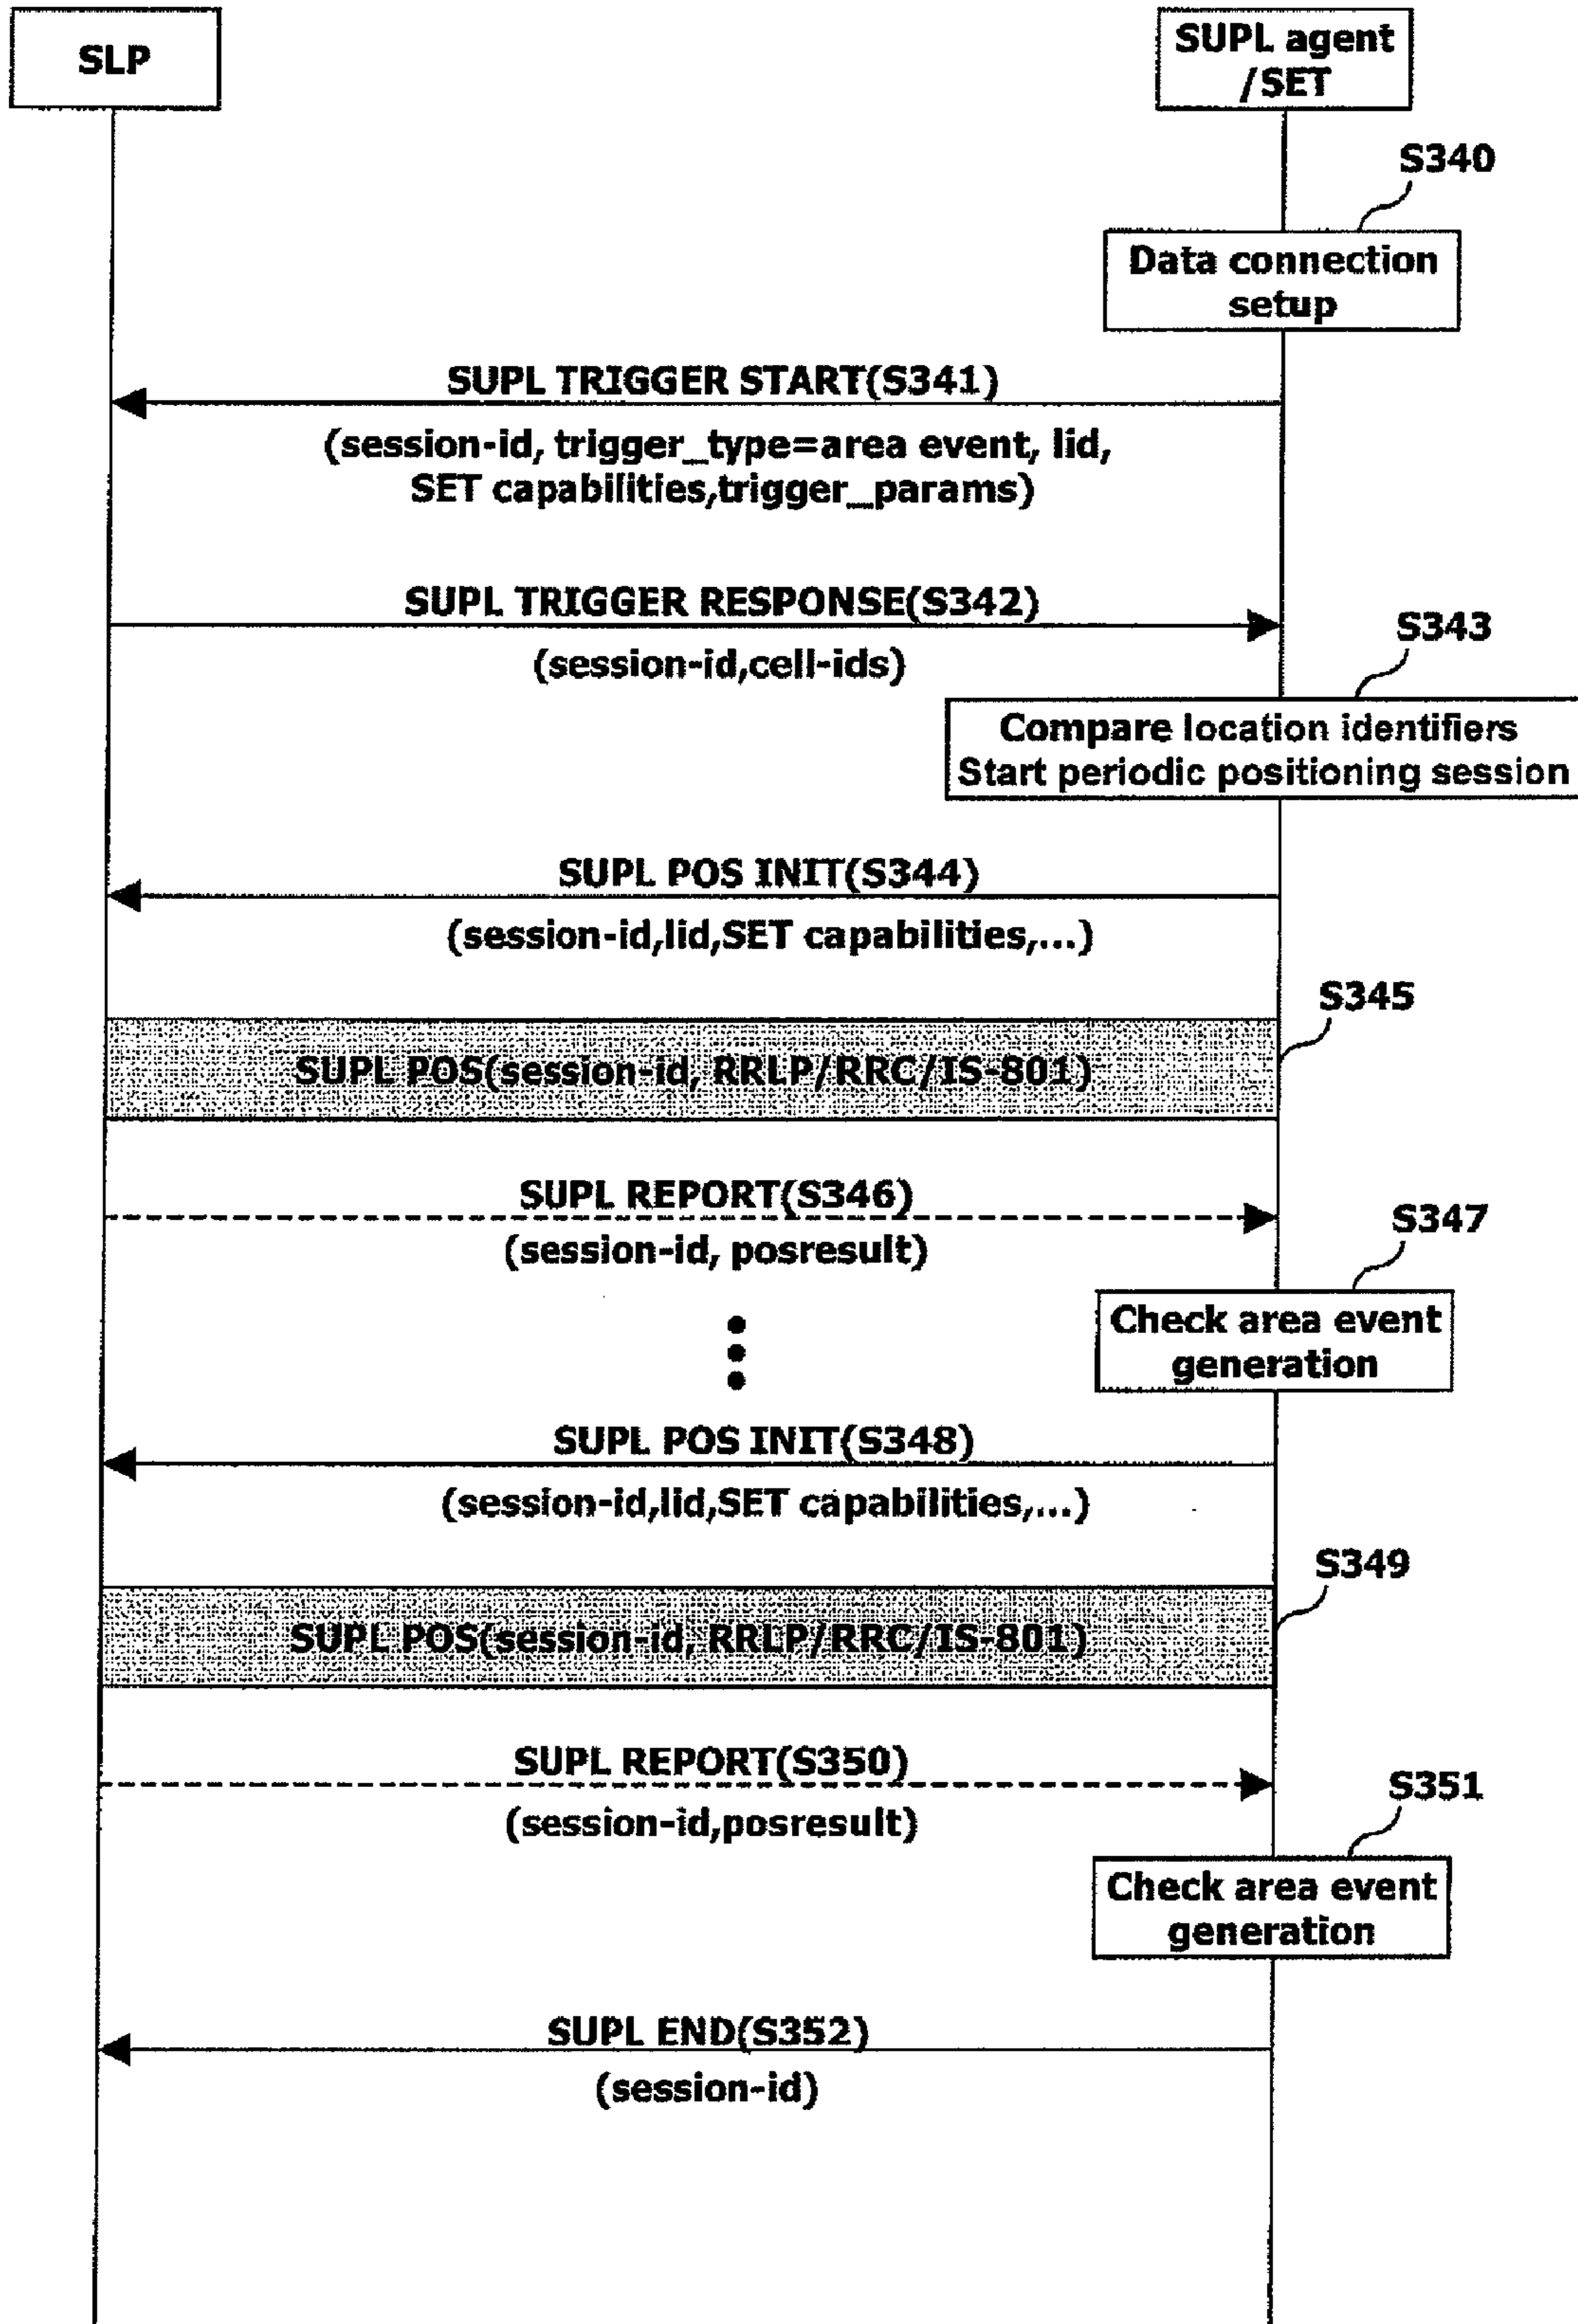 SLP
SUPL agent
/SET
S340
Data connection
setup
SUPL TRIGGER START(S341)
(session-id, trigger_type=area event, lid,
SET capabilities,trigger_params)
SUPL TRIGGER RESPONSE(S342)
(session-id,cell-ids)
S343
Compare location identifiers
Start periodic positioning session
SUPL POS INIT(S344)
(session-id,lid,SET capabilities,...)
S345
SUPL POS(session-id, RRLP/RRC/IS-801)
SUPL REPORT(S346)
(session-id, posresult)
S347
Check area event
generation
SUPL POS INIT(S348)
(session-id,lid,SET capabilities,...)
S349
SUPL POS(session-id, RRLP/RRC/IS-801)
SUPL REPORT(S350)
(session-id,posresult)
S351
Check area event
generation
SUPL END(S352)
(session-id)